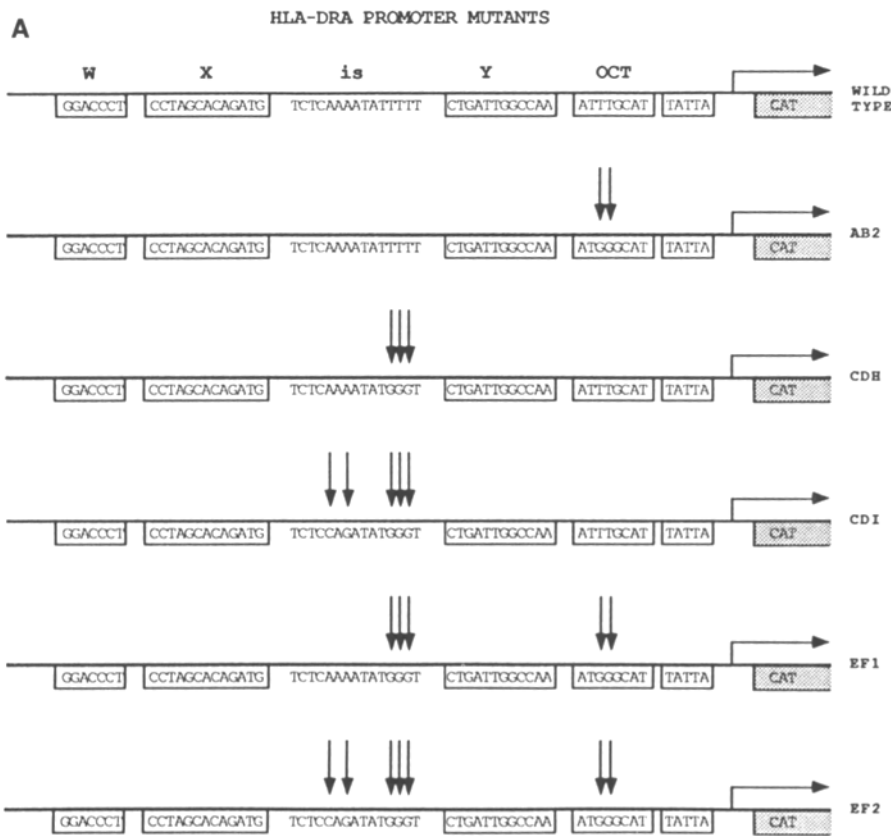 A
HLA-DRA PROMOTER MUTANTS
W X is Y OCT
GGACCCT CCTAGCACAGATG TCTCAAAATATTTTT CTGATTGGCCAA ATTTGCAT TATTA CAT WILD TYPE
GGACCCT CCTAGCACAGATG TCTCAAAATATTTTT CTGATTGGCCAA ATGGGCAT TATTA CAT AB2
GGACCCT CCTAGCACAGATG TCTCAAAATATGGGT CTGATTGGCCAA ATTTGCAT TATTA CAT CDH
GGACCCT CCTAGCACAGATG TCTCCAGATATGGGT CTGATTGGCCAA ATTTGCAT TATTA CAT CDI
GGACCCT CCTAGCACAGATG TCTCAAAATATGGGT CTGATTGGCCAA ATGGGCAT TATTA CAT EF1
GGACCCT CCTAGCACAGATG TCTCCAGATATGGGT CTGATTGGCCAA ATGGGCAT TATTA CAT EF2